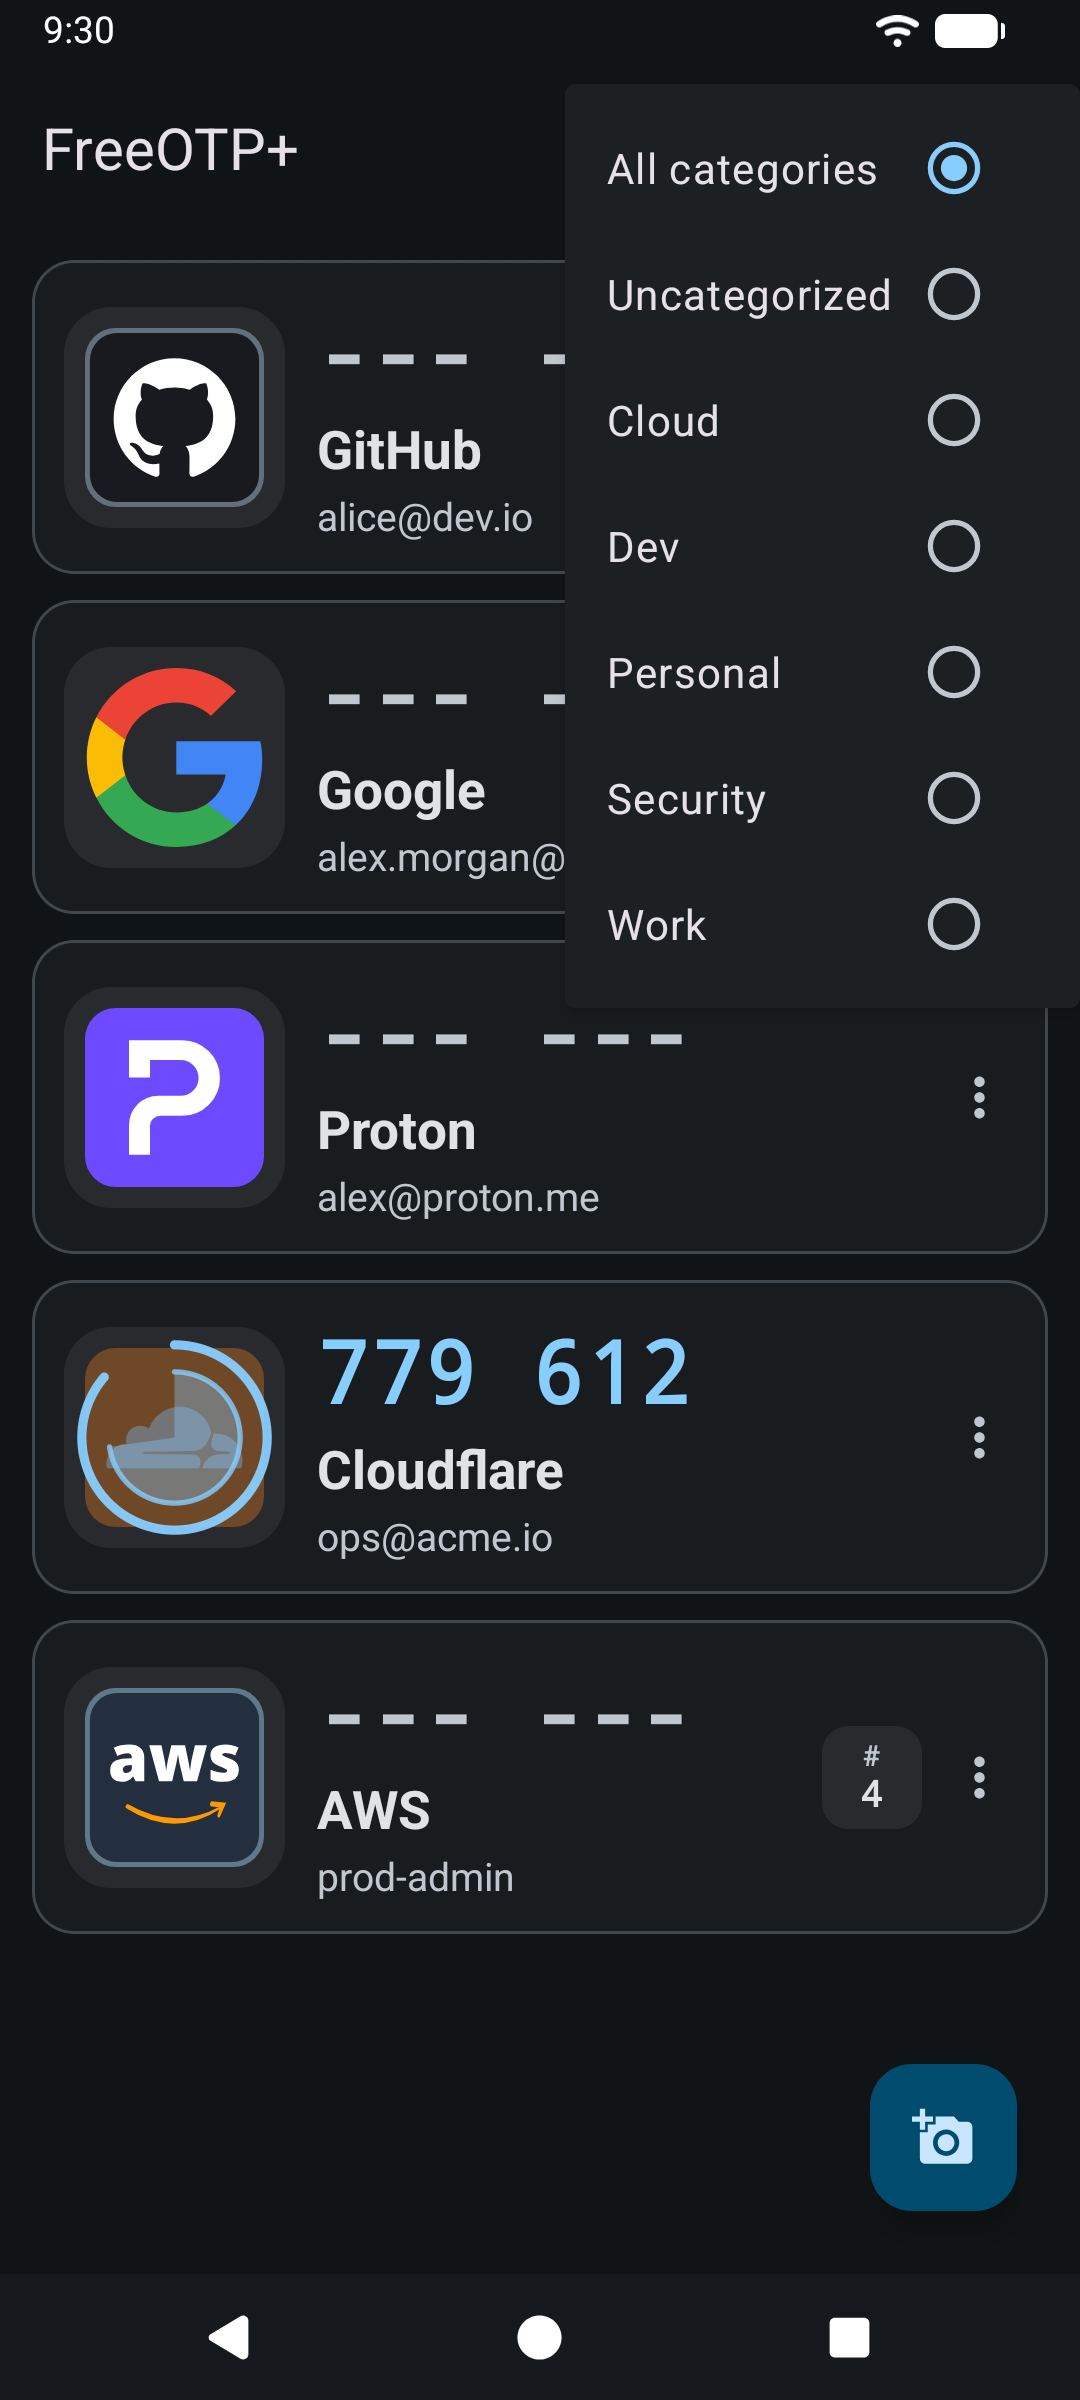 9:30
FreeOTP+
All categories
Uncategorized
Cloud
Dev
Personal
Security
Work
--- -
GitHub
alice@dev.io
--- -
Google
alex.morgan@
--- ---
Proton
alex@proton.me
779 612
Cloudflare
ops@acme.io
aws
--- ---
AWS
prod-admin
#
4